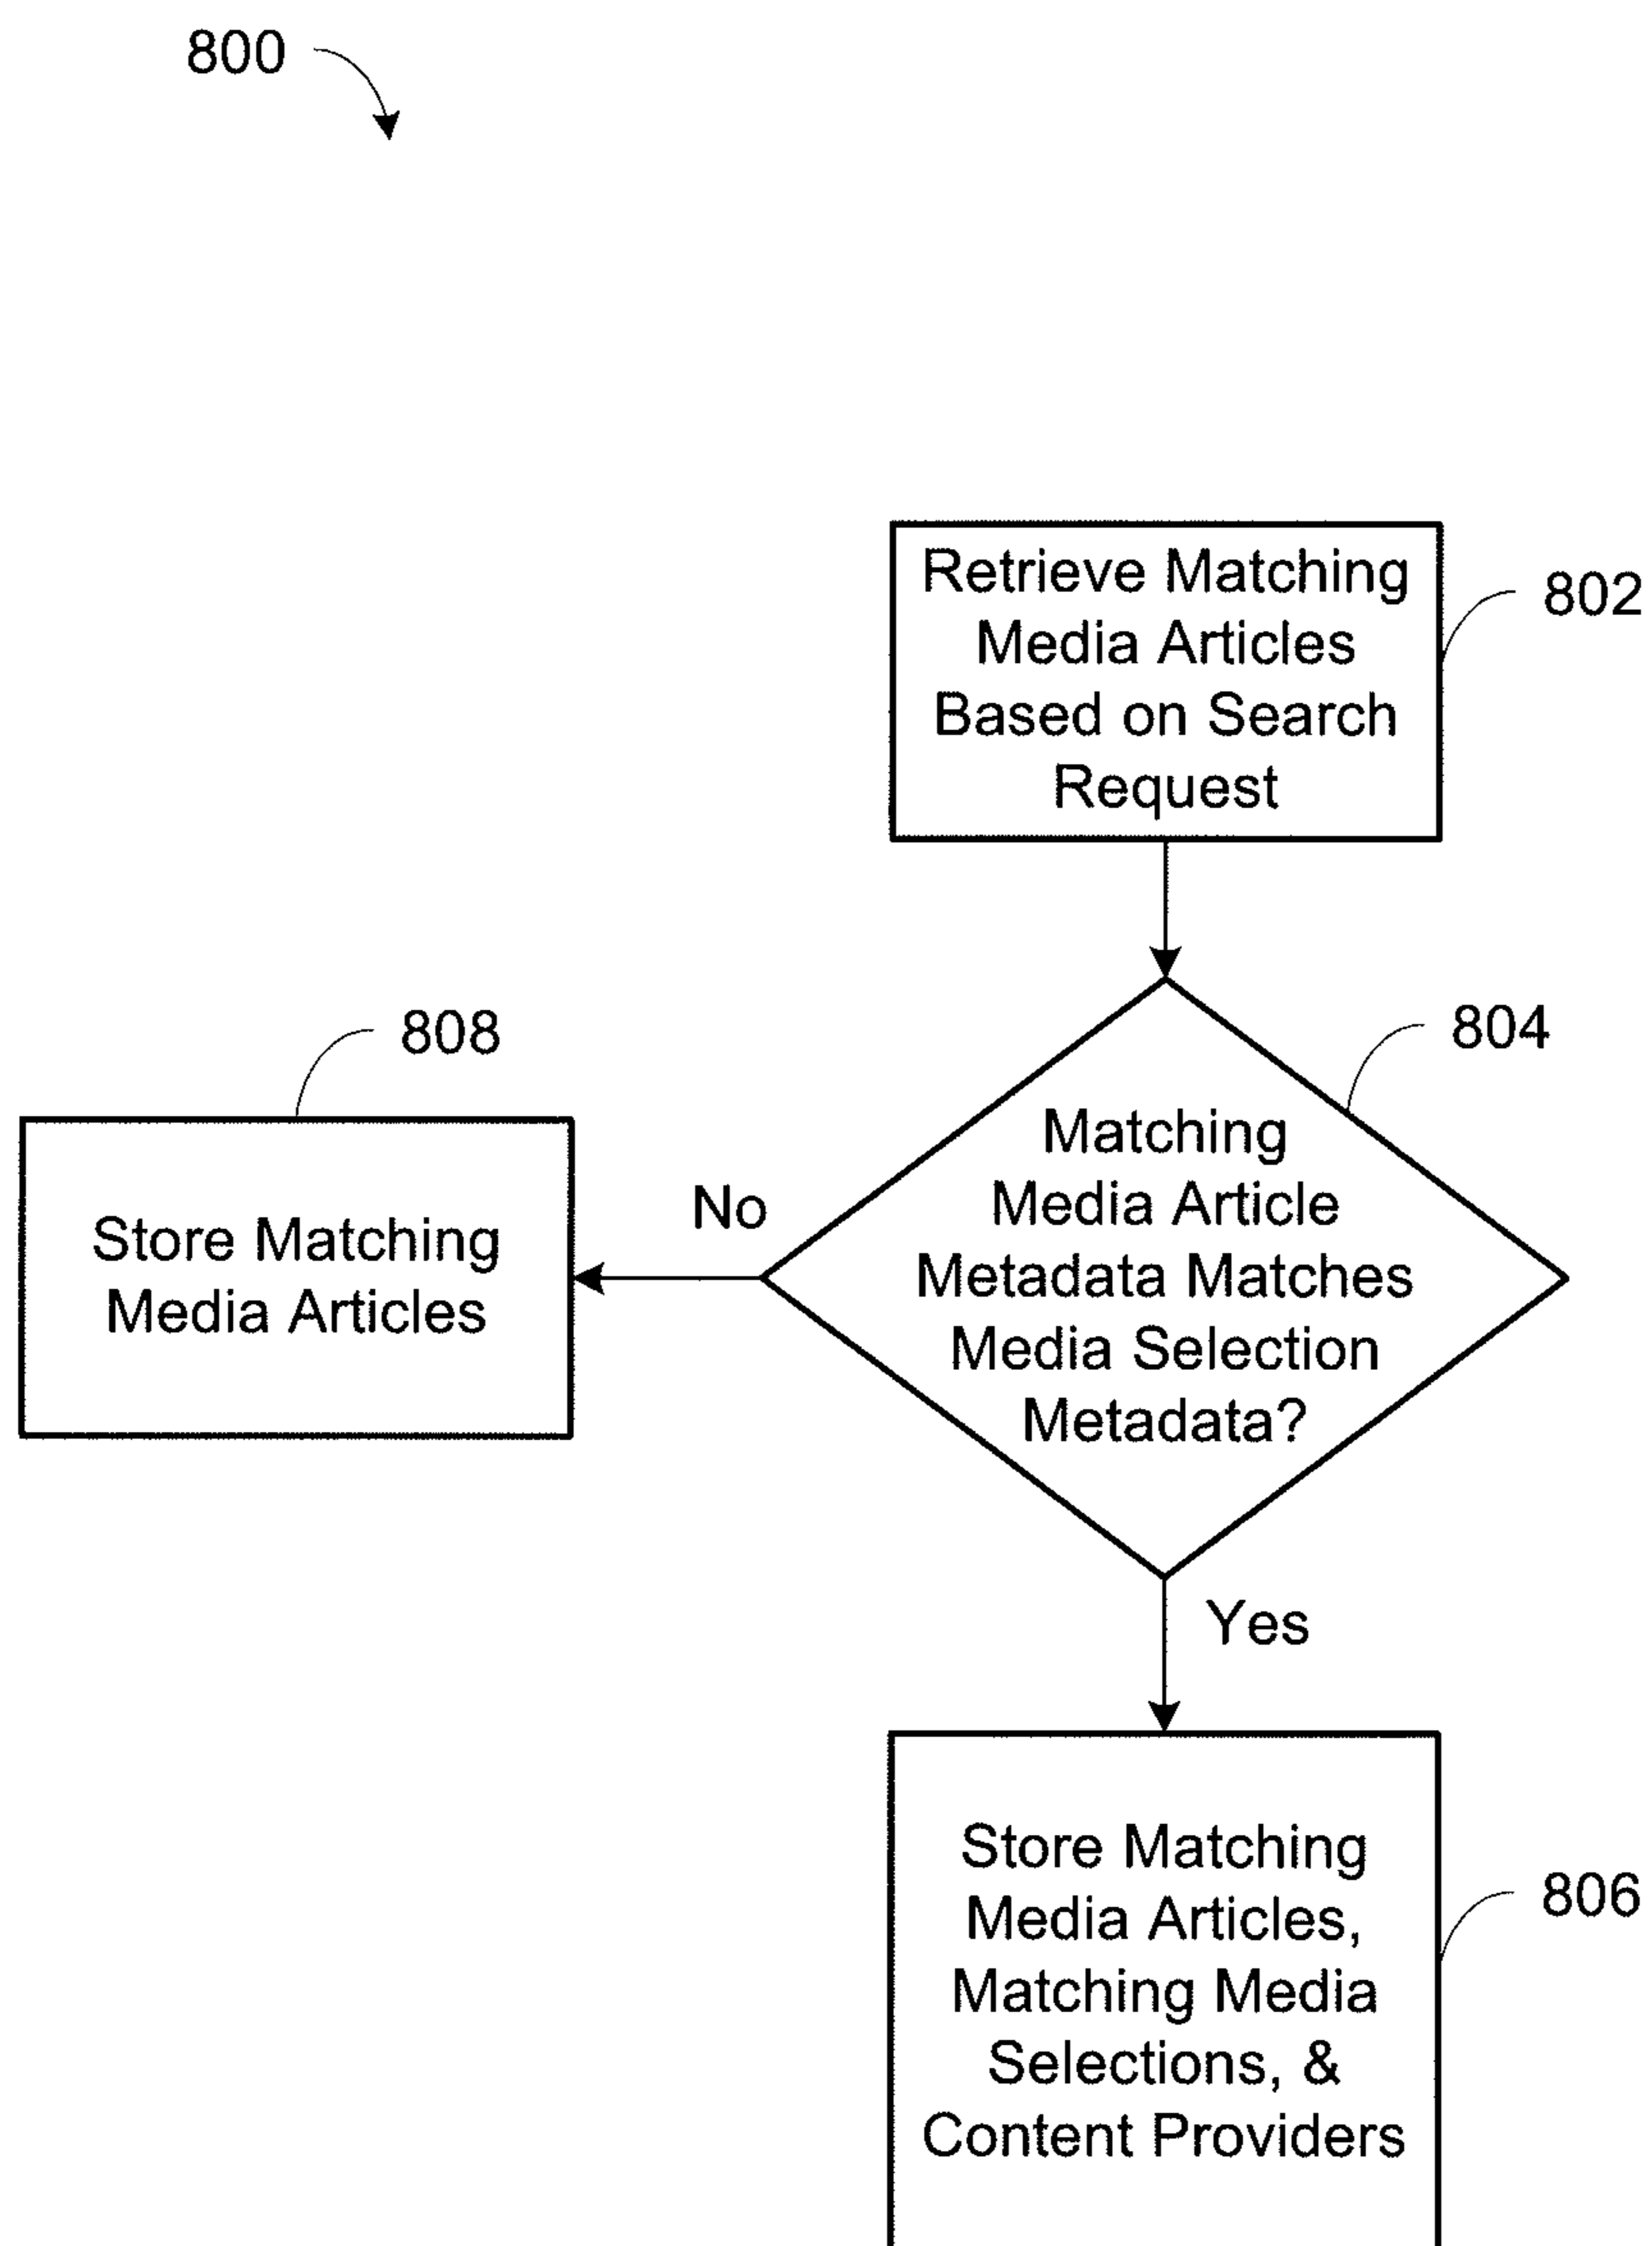 800
Retrieve Matching
Media Articles
Based on Search
Request
802
804
Matching
Media Article
Metadata Matches
Media Selection
Metadata?
No
808
Store Matching
Media Articles
Yes
Store Matching
Media Articles,
Matching Media
Selections, &
Content Providers
806